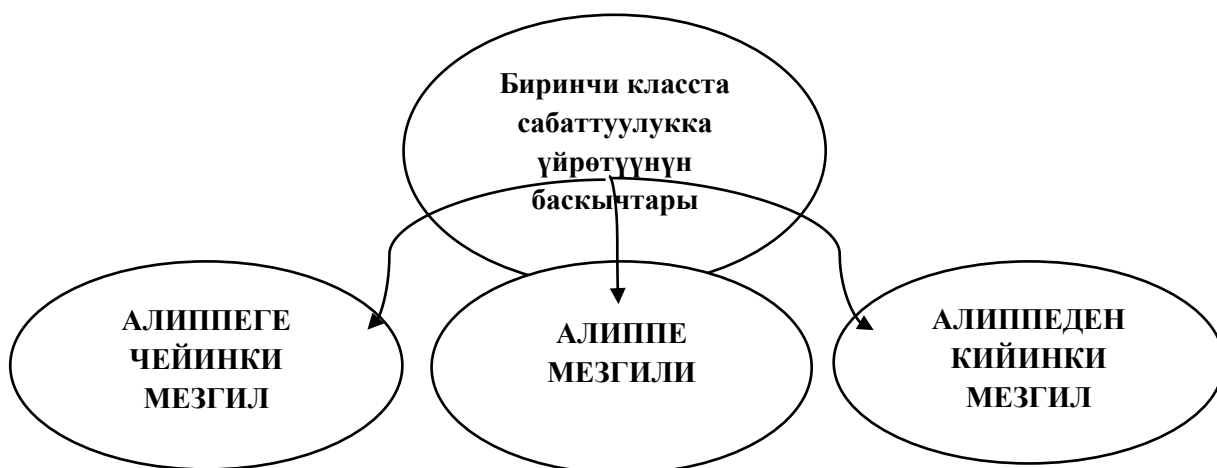 Биринчи класста
сабаттуулукка
үйрөтүүнүн
баскычтары
АЛИППЕГЕ
ЧЕЙИНКИ
МЕЗГИЛ
АЛИППЕ
МЕЗГИЛИ
АЛИППЕДЕН
КИЙИНКИ
МЕЗГИЛ